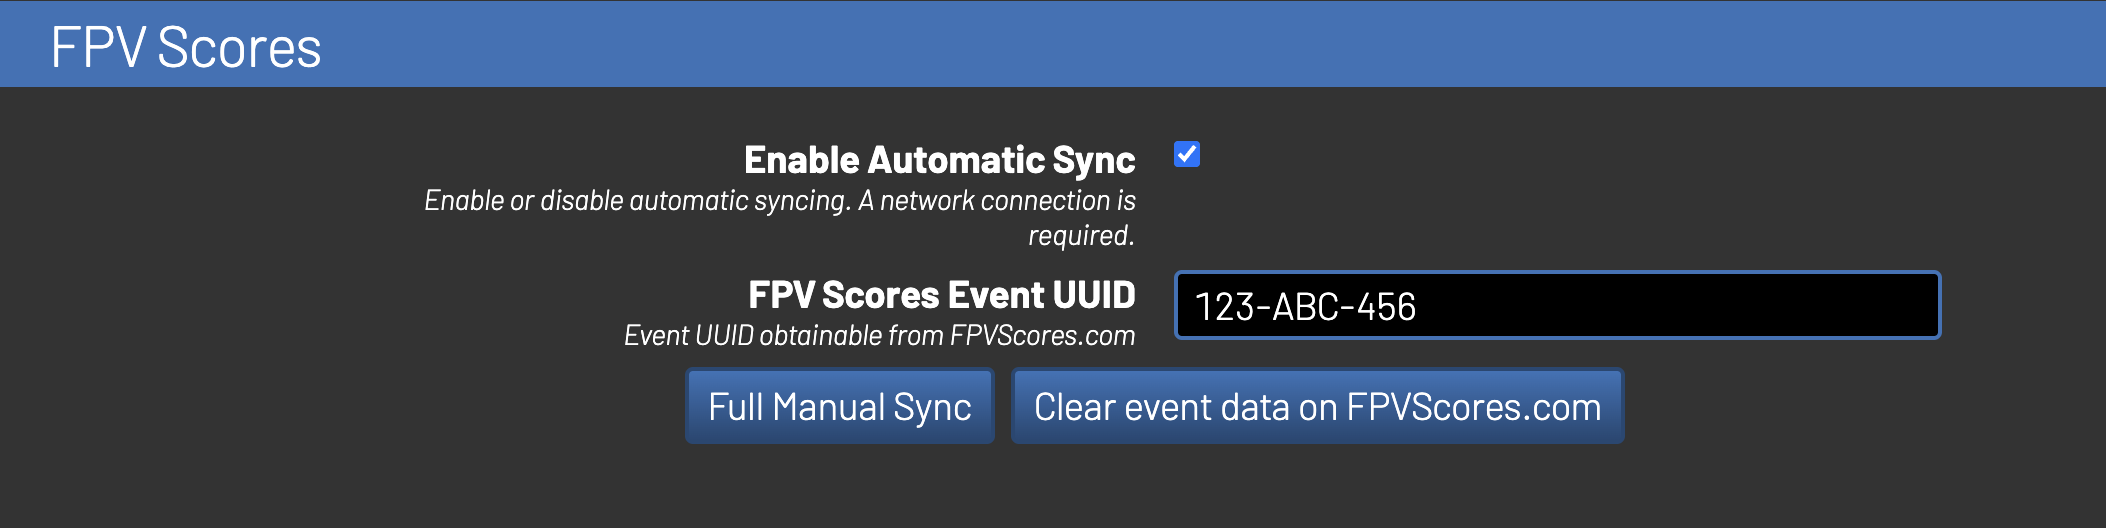 FPV Scores
Enable Automatic Sync
Enable or disable automatic syncing. A network connection is
required.
FPV Scores Event UUID
123-ABC-456
Event UUID obtainable from FPVScores.com
Full Manual Sync
Clear event data on FPVScores.com